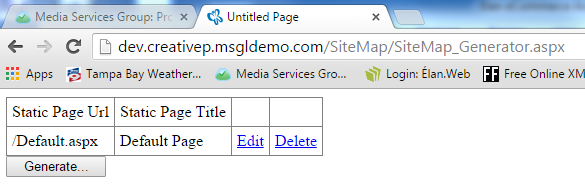 Media Services Group: Pro
Untitled Page
dev.creativep.msgldemo.com/SiteMap/SiteMap_Generator.aspx
Apps Tampa Bay Weather... Media Services Gro... Login: Élan.Web Free Online XM
Static Page Url Static Page Title
/Default.aspx Default Page Edit Delete
Generate...